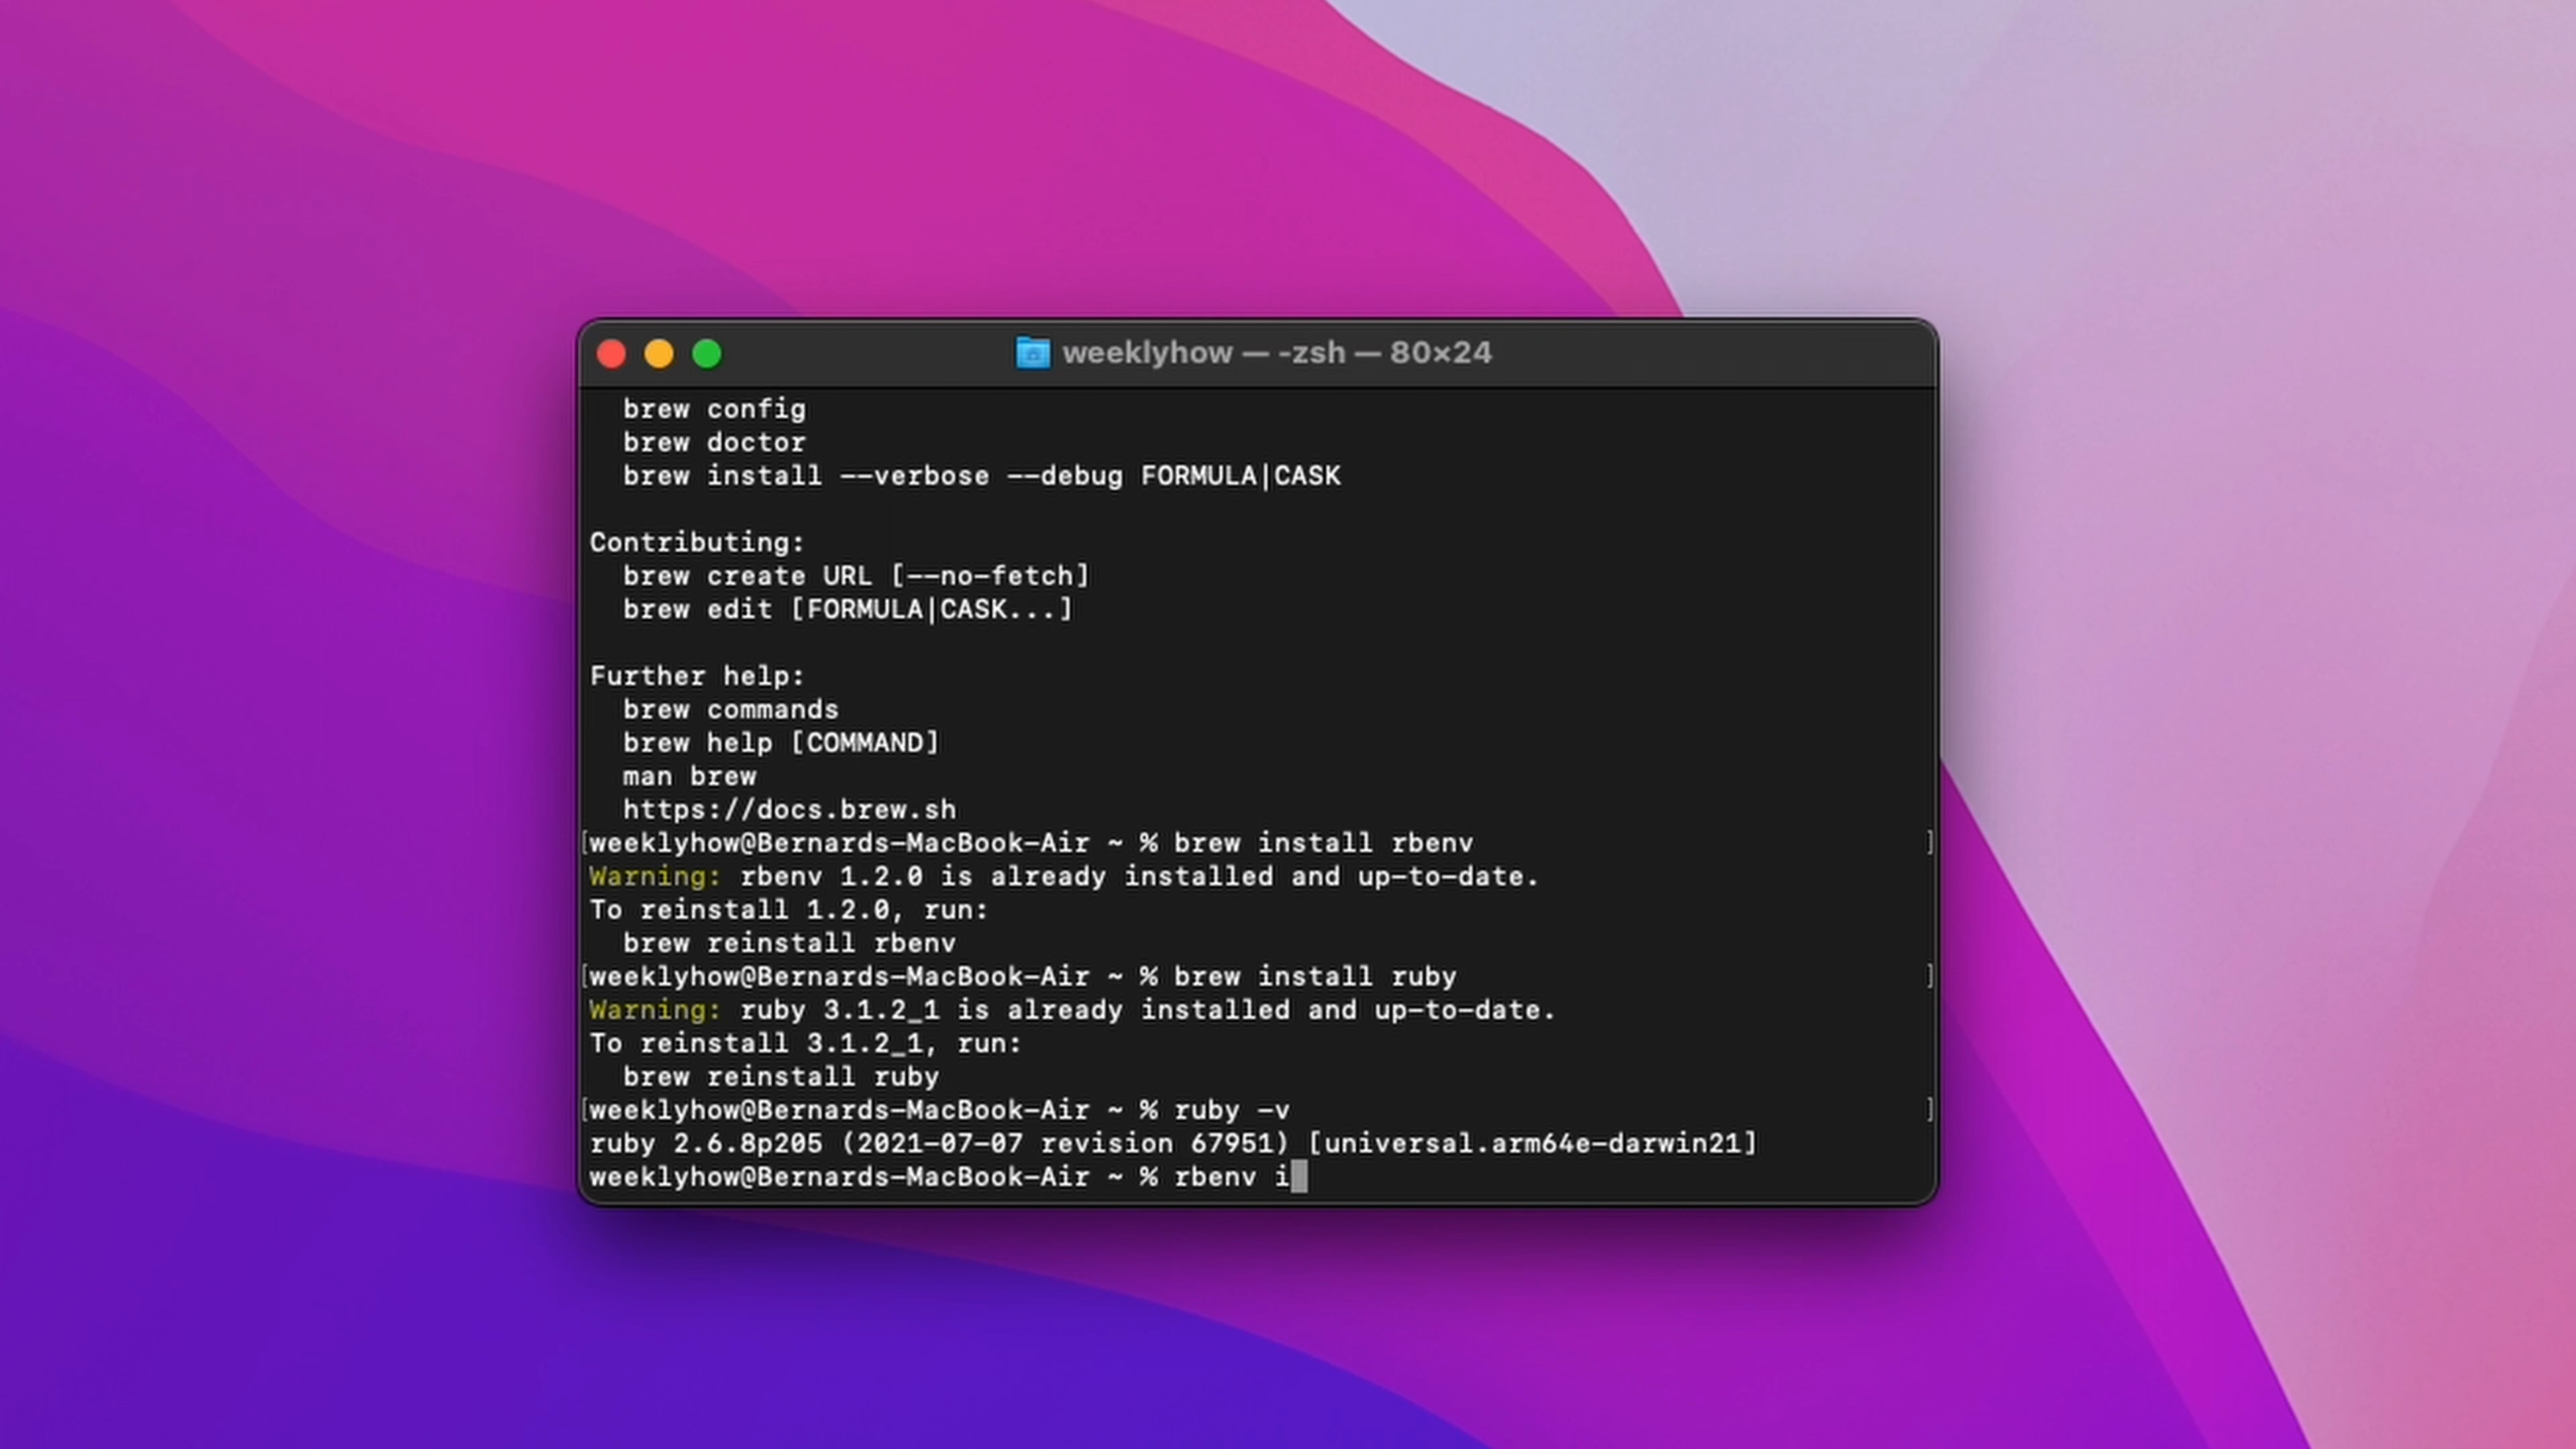 weeklyhow — -zsh — 80×24
brew config
brew doctor
brew install --verbose --debug FORMULA|CASK
Contributing:
brew create URL [--no-fetch]
brew edit [FORMULA|CASK...]
Further help:
brew commands
brew help [COMMAND]
man brew
https://docs.brew.sh
[weeklyhow@Bernards-MacBook-Air ~ % brew install rbenv ]
Warning: rbenv 1.2.0 is already installed and up-to-date.
To reinstall 1.2.0, run:
brew reinstall rbenv
[weeklyhow@Bernards-MacBook-Air ~ % brew install ruby ]
Warning: ruby 3.1.2_1 is already installed and up-to-date.
To reinstall 3.1.2_1, run:
brew reinstall ruby
[weeklyhow@Bernards-MacBook-Air ~ % ruby -v ]
ruby 2.6.8p205 (2021-07-07 revision 67951) [universal.arm64e-darwin21]
weeklyhow@Bernards-MacBook-Air ~ % rbenv i